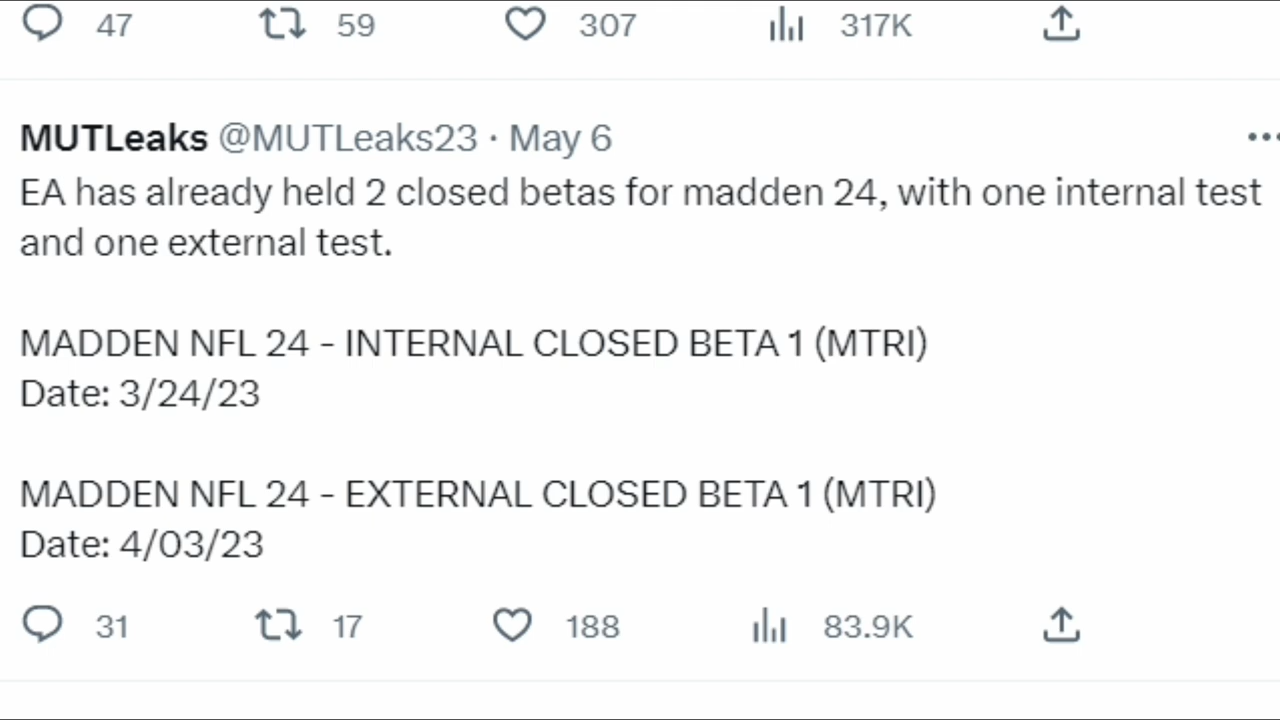 47 59 307 317K
MUTLeaks @MUTLeaks23 · May 6
EA has already held 2 closed betas for madden 24, with one internal test
and one external test.
MADDEN NFL 24 - INTERNAL CLOSED BETA 1 (MTRI)
Date: 3/24/23
MADDEN NFL 24 - EXTERNAL CLOSED BETA 1 (MTRI)
Date: 4/03/23
31 17 188 83.9K